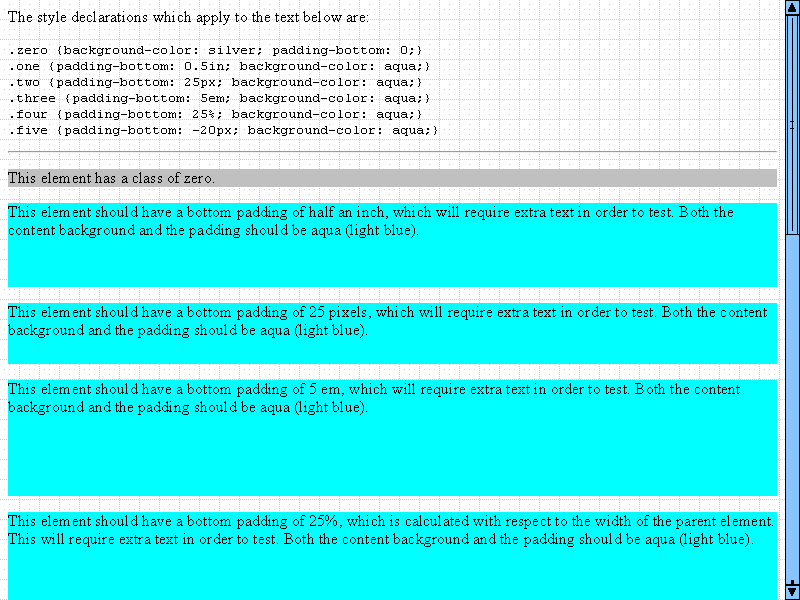 The style declarations which apply to the text below are:
.zero {background-color: silver; padding-bottom: 0;}
.one {padding-bottom: 0.5in; background-color: aqua;}
.two {padding-bottom: 25px; background-color: aqua;}
.three {padding-bottom: 5em; background-color: aqua;}
.four {padding-bottom: 25%; background-color: aqua;}
.five {padding-bottom: -20px; background-color: aqua;}
This element has a class of zero.
This element should have a bottom padding of half an inch, which will require extra text in order to test. Both the
content background and the padding should be aqua (light blue).
This element should have a bottom padding of 25 pixels, which will require extra text in order to test. Both the content
background and the padding should be aqua (light blue).
This element should have a bottom padding of 5 em, which will require extra text in order to test. Both the content
background and the padding should be aqua (light blue).
This element should have a bottom padding of 25%, which is calculated with respect to the width of the parent element.
This will require extra text in order to test. Both the content background and the padding should be aqua (light blue).